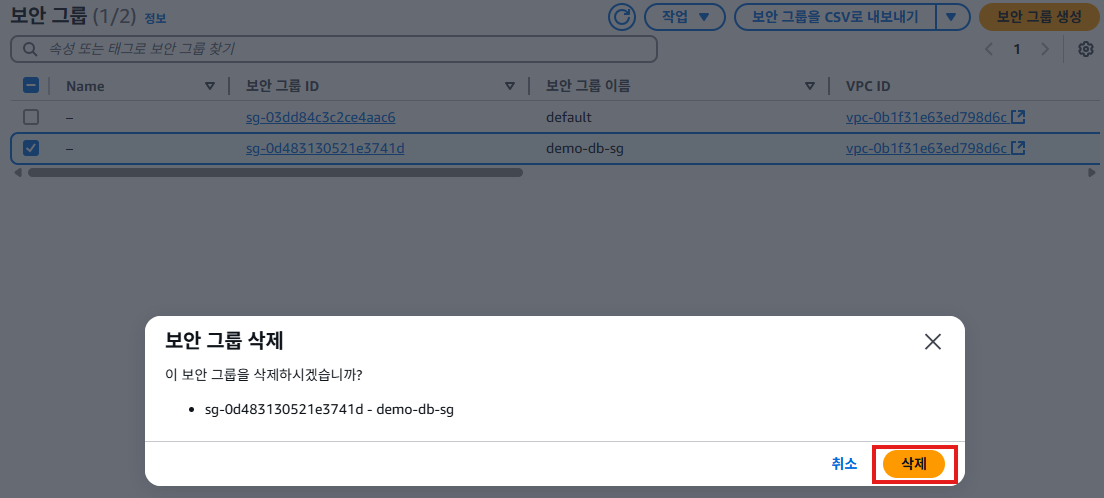 보안 그룹 (1/2) 정보 작업 보안 그룹을 CSV로 내보내기 보안 그룹 생성
속성 또는 태그로 보안 그룹 찾기 1
Name 보안 그룹 ID 보안 그룹 이름 VPC ID
– sg-03dd84c3c2ce4aac6 default vpc-0b1f31e63ed798d6c
– sg-0d483130521e3741d demo-db-sg vpc-0b1f31e63ed798d6c
보안 그룹 삭제
이 보안 그룹을 삭제하시겠습니까?
• sg-0d483130521e3741d - demo-db-sg
취소 삭제